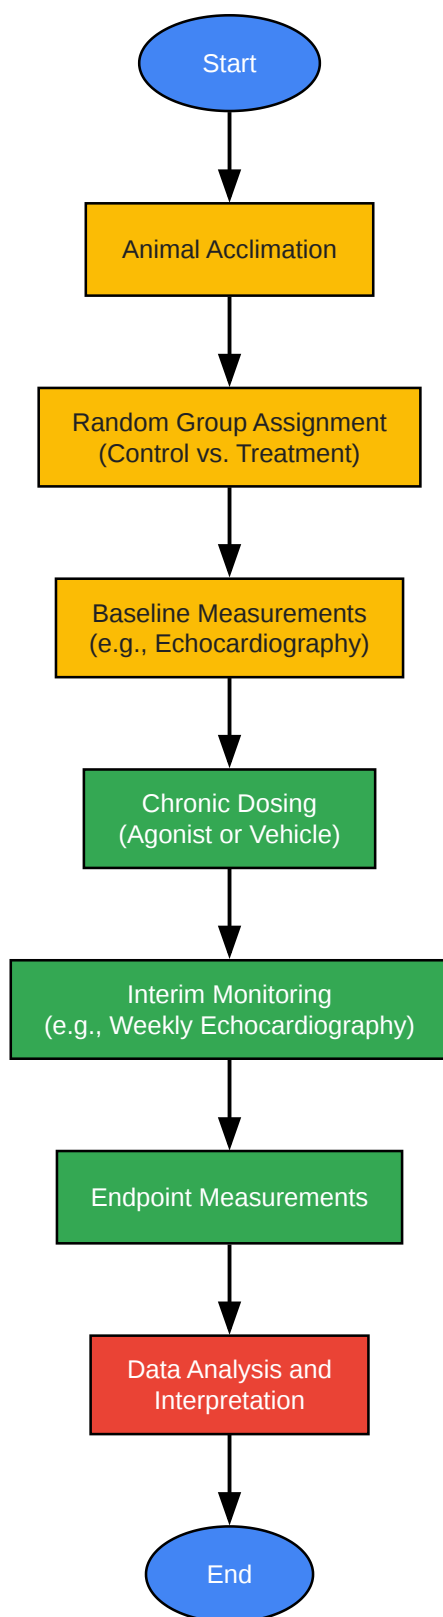 Start
Animal Acclimation
Random Group Assignment
(Control vs. Treatment)
Baseline Measurements
(e.g., Echocardiography)
Chronic Dosing
(Agonist or Vehicle)
Interim Monitoring
(e.g., Weekly Echocardiography)
Endpoint Measurements
Data Analysis and
Interpretation
End